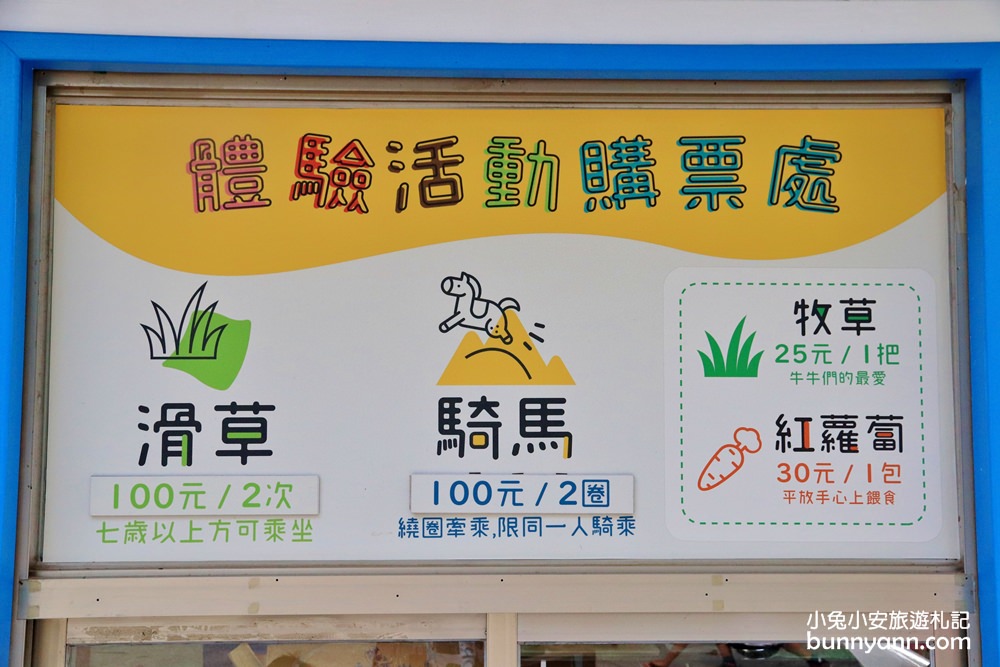 體驗活動購票處
滑草
100元/2次
七歲以上方可乘坐
騎馬
100元/2圈
繞圈牽乘,限同一人騎乘
牧草
25元/1把
牛牛們的最愛
紅蘿蔔
30元/1包
平放手心上餵食
小兔小安旅遊札記
bunnyann.com